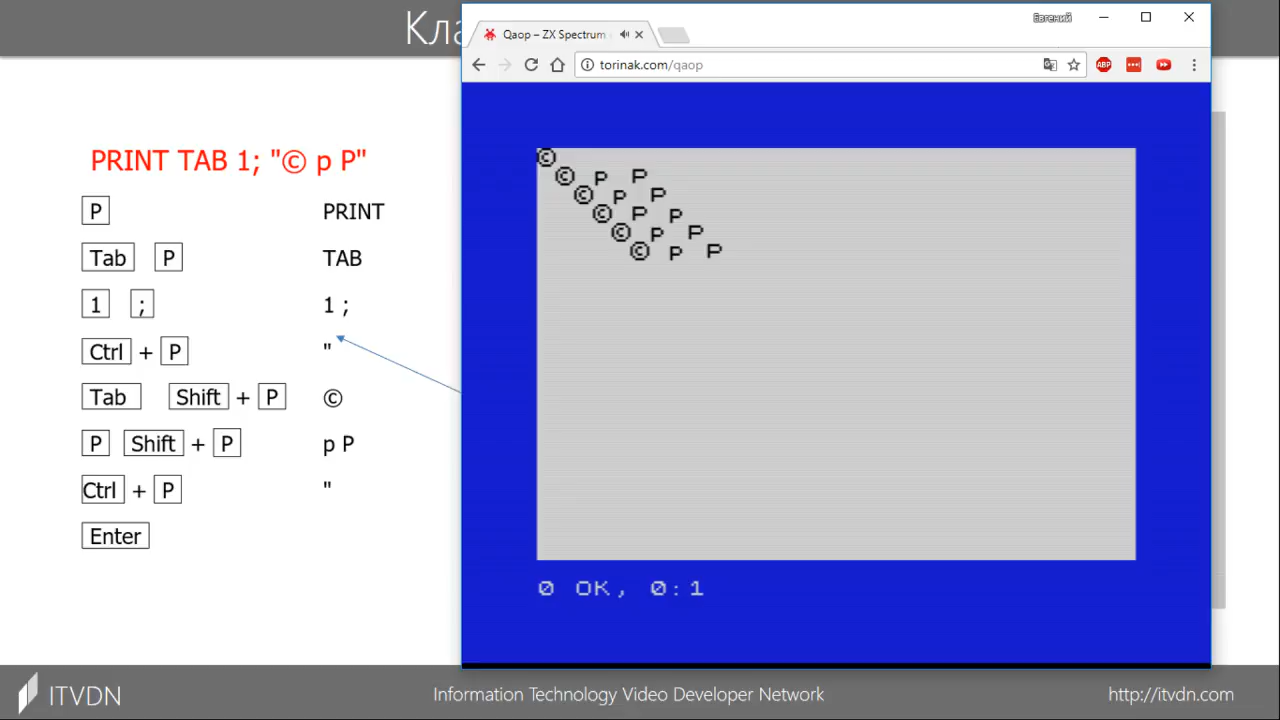 Кла
Евгений
Qaop – ZX Spectrum
torinak.com/qaop
ABP
PRINT TAB 1; "© p P"
P PRINT
Tab P TAB
1 ; 1 ;
Ctrl + P "
Tab Shift + P ©
P Shift + P p P
Ctrl + P "
Enter
©
© p P
© p P
© p P
© p P
© p P
0 OK, 0:1
ITVDN
Information Technology Video Developer Network
http://itvdn.com